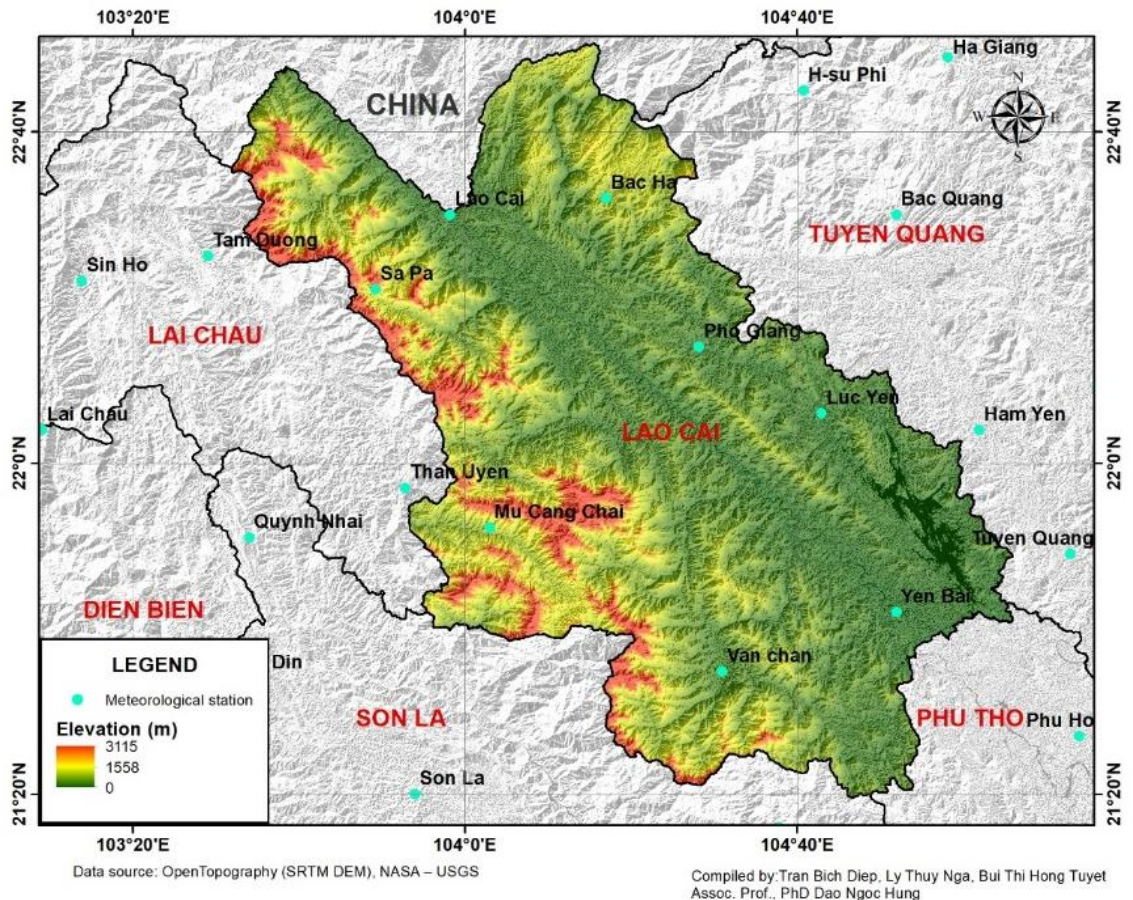 103°20'E 104°0'E 104°40'E
Ha Giang
H-su Phi
N
W E
S
CHINA
22°40'N 22°40'N
Bac Ha
Lao Cai
Bac Quang
TUYEN QUANG
Tam Duong
Sin Ho
Sa Pa
LAI CHAU
Pho Giang
Lai Chau
Luc Yen
Ham Yen
LAO CAI
22°0'N 22°0'N
Than Uyen
Mu Cang Chai
Quynh Nhai
Tuyen Quang
DIEN BIEN
Yen Bai
Din
Van chan
SON LA
PHU THO
Phu Ho
Son La
LEGEND
Meteorological station
Elevation (m)
3115
1558
0
21°20'N 21°20'N
103°20'E 104°0'E 104°40'E
Data source: OpenTopography (SRTM DEM), NASA – USGS
Compiled by:Tran Bich Diep, Ly Thuy Nga, Bui Thi Hong Tuyet
Assoc. Prof., PhD Dao Ngoc Hung